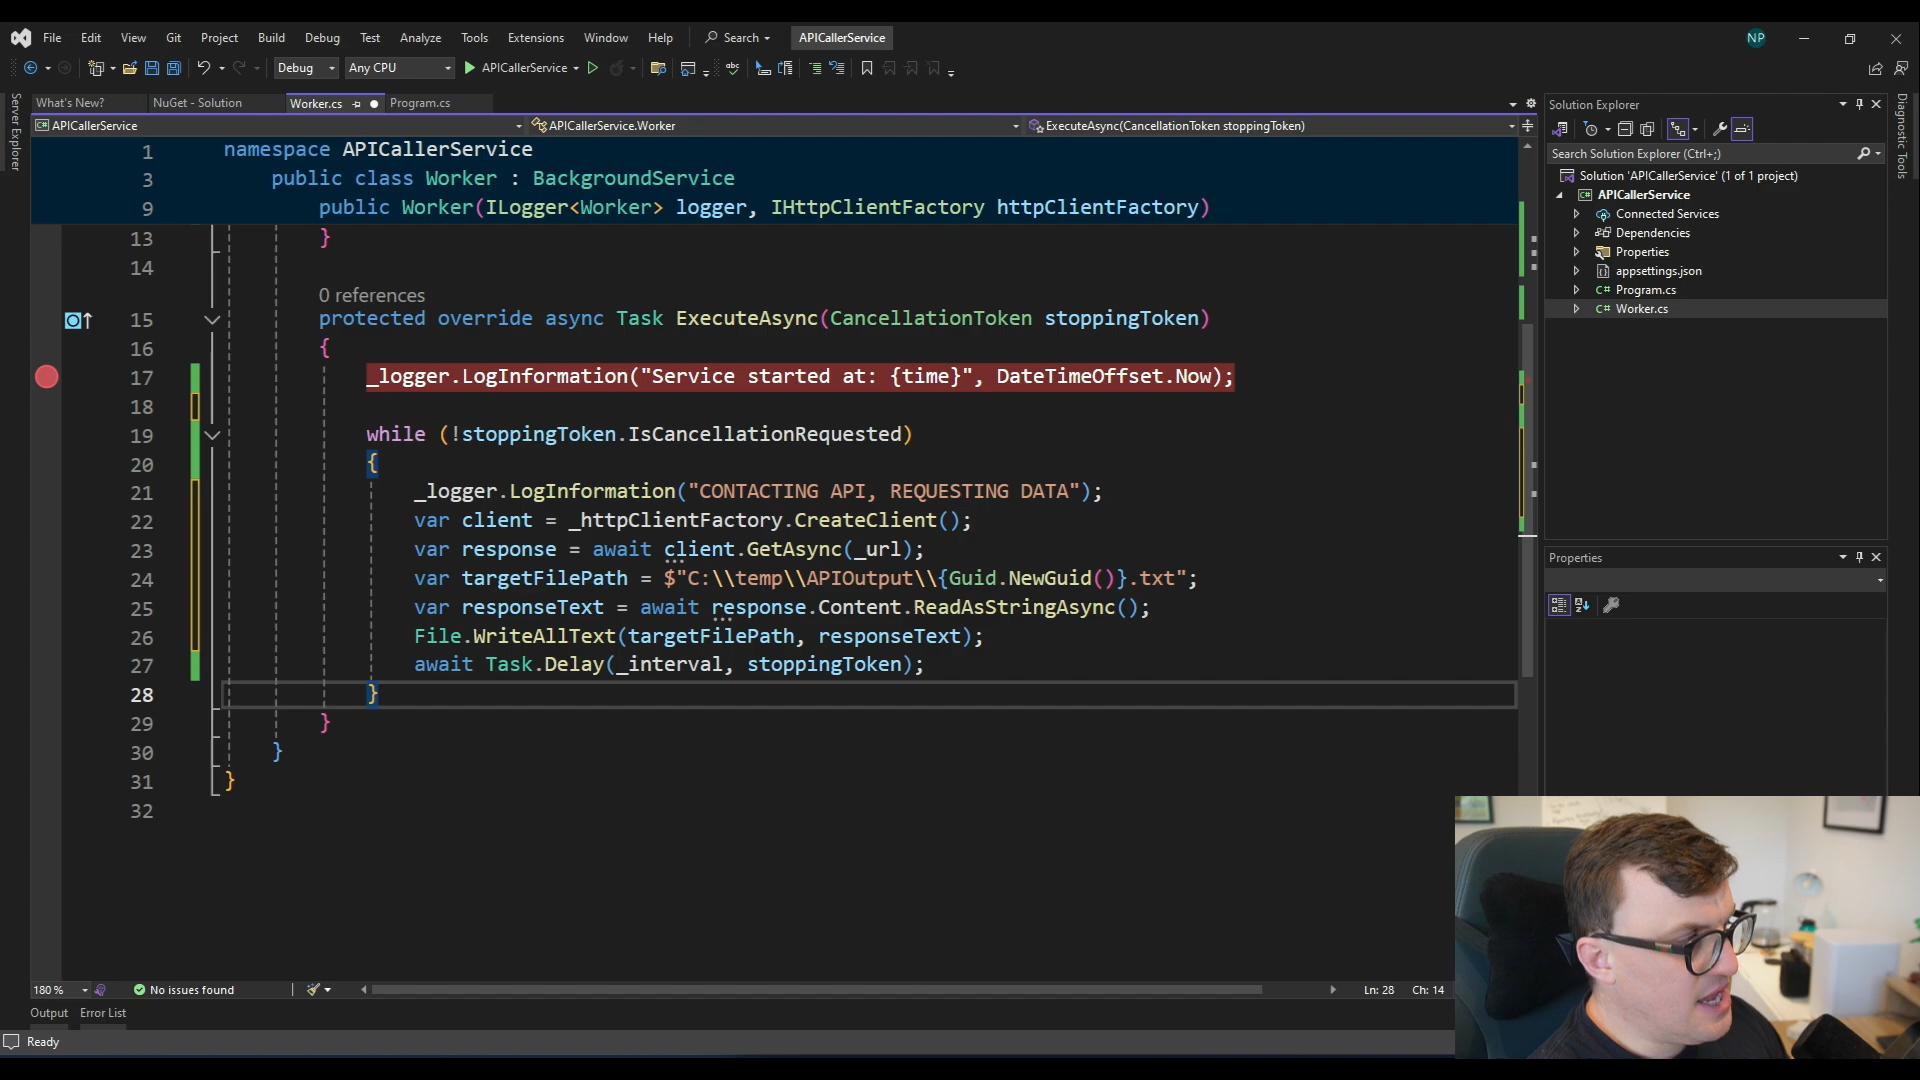 File Edit View Git Project Build Debug Test Analyze Tools Extensions Window Help Search APICallerService NP
Debug Any CPU APICallerService
What's New? NuGet - Solution Worker.cs Program.cs
APICallerService APICallerService.Worker ExecuteAsync(CancellationToken stoppingToken)
Server Explorer
1 namespace APICallerService
3 public class Worker : BackgroundService
9 public Worker(ILogger<Worker> logger, IHttpClientFactory httpClientFactory)
13 }
14
0 references
15 protected override async Task ExecuteAsync(CancellationToken stoppingToken)
16 {
17 _logger.LogInformation("Service started at: {time}", DateTimeOffset.Now);
18
19 while (!stoppingToken.IsCancellationRequested)
20 {
21 _logger.LogInformation("CONTACTING API, REQUESTING DATA");
22 var client = _httpClientFactory.CreateClient();
23 var response = await client.GetAsync(_url);
24 var targetFilePath = $"C:\\temp\\APIOutput\\{Guid.NewGuid()}.txt";
25 var responseText = await response.Content.ReadAsStringAsync();
26 File.WriteAllText(targetFilePath, responseText);
27 await Task.Delay(_interval, stoppingToken);
28 }
29 }
30 }
31 }
32
180 % No issues found Ln: 28 Ch: 14
Output Error List
Ready
Solution Explorer
Search Solution Explorer (Ctrl+;)
Solution 'APICallerService' (1 of 1 project)
C# APICallerService
Connected Services
Dependencies
Properties
appsettings.json
C# Program.cs
C# Worker.cs
Properties
Diagnostic Tools